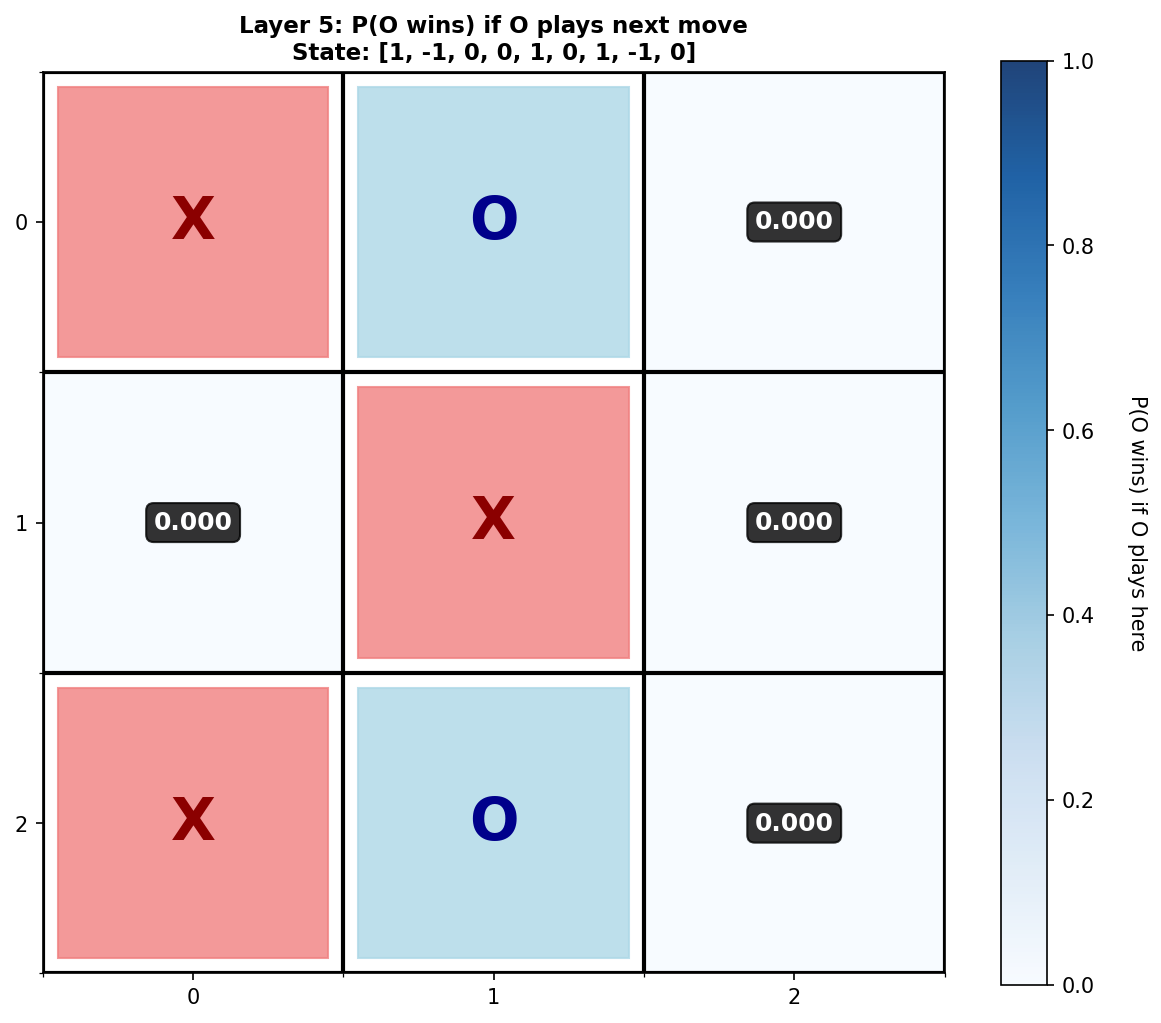 Layer 5: P(O wins) if O plays next move
State: [1, -1, 0, 0, 1, 0, 1, -1, 0]
1.0
0
X
O
0.000
0.8
0.6
P(O wins) if O plays here
1
0.000
X
0.000
0.4
0.2
2
X
O
0.000
0.0
0
1
2